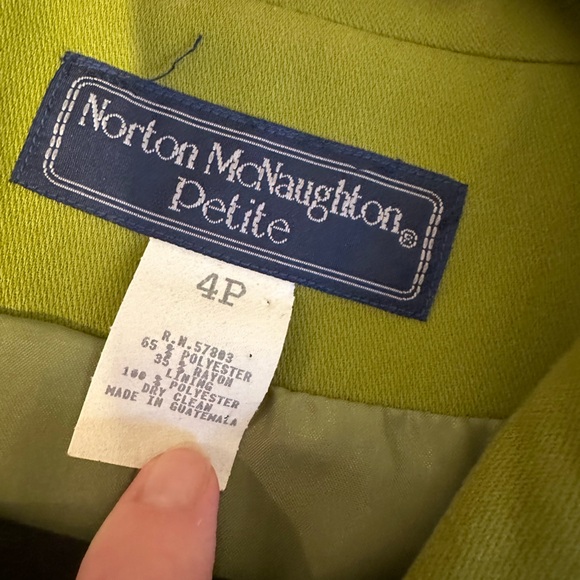 Norton McNaughton®
Petite
4P
R.N.57803
65 % POLYESTER
35 % RAYON
LINING
100 % POLYESTER
DRY CLEAN
MADE IN GUATEMALA